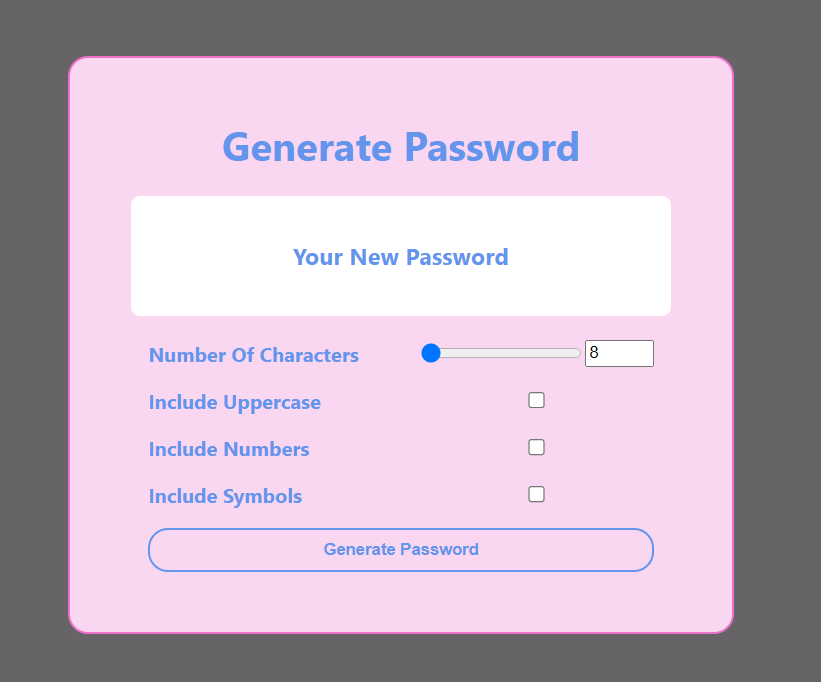 Generate Password
Your New Password
Number Of Characters 8
Include Uppercase
Include Numbers
Include Symbols
Generate Password